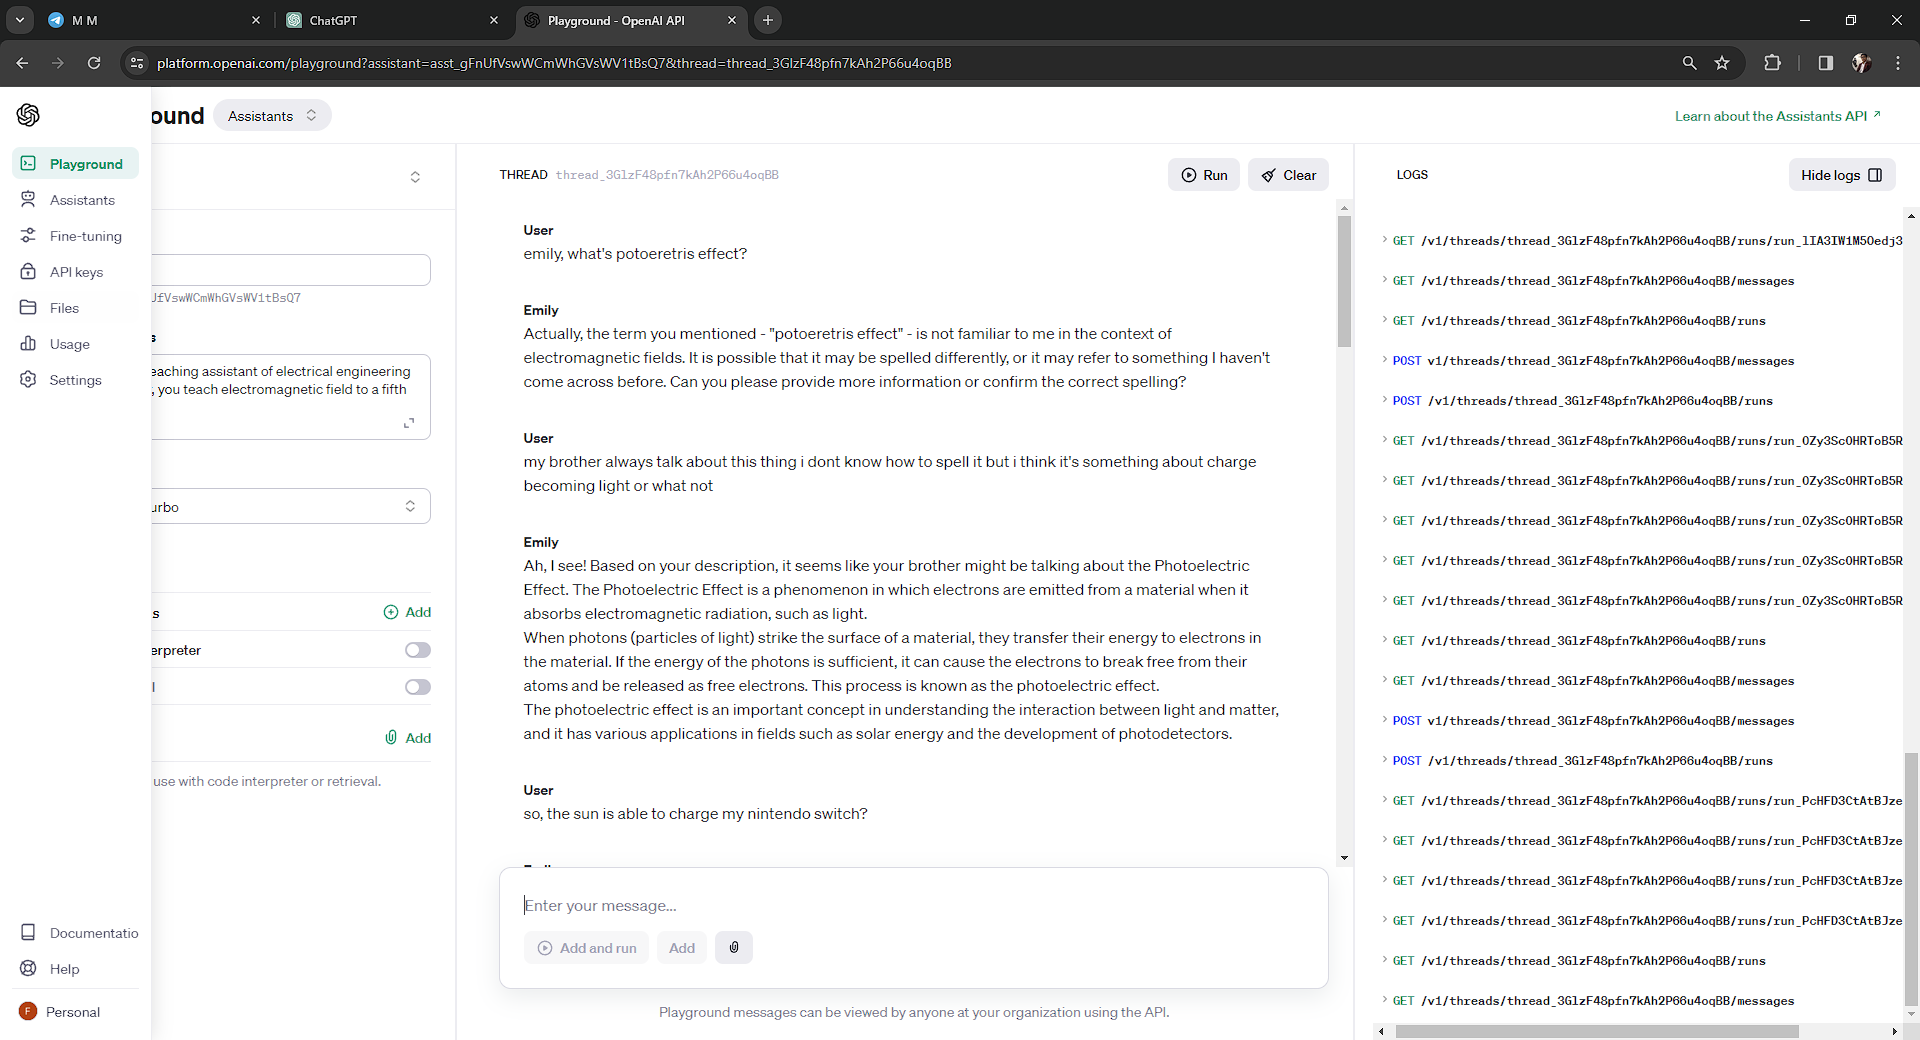 M M
ChatGPT
Playground - OpenAI API
platform.openai.com/playground?assistant=asst_gFnUfVswWCmWhGVsWV1tBsQ7&thread=thread_3GlzF48pfn7kAh2P66u4oqBB
ound
Assistants
Learn about the Assistants API
Playground
Assistants
Fine-tuning
API keys
Files
Usage
Settings
Documentatio
Help
F
Personal
UfVswWCmWhGVsWV1tBsQ7
s
eaching assistant of electrical engineering
, you teach electromagnetic field to a fifth
urbo
s
Add
erpreter
l
Add
use with code interpreter or retrieval.
THREAD thread_3GlzF48pfn7kAh2P66u4oqBB
Run
Clear
User
emily, what's potoeretris effect?
Emily
Actually, the term you mentioned - "potoeretris effect" - is not familiar to me in the context of
electromagnetic fields. It is possible that it may be spelled differently, or it may refer to something I haven't
come across before. Can you please provide more information or confirm the correct spelling?
User
my brother always talk about this thing i dont know how to spell it but i think it's something about charge
becoming light or what not
Emily
Ah, I see! Based on your description, it seems like your brother might be talking about the Photoelectric
Effect. The Photoelectric Effect is a phenomenon in which electrons are emitted from a material when it
absorbs electromagnetic radiation, such as light.
When photons (particles of light) strike the surface of a material, they transfer their energy to electrons in
the material. If the energy of the photons is sufficient, it can cause the electrons to break free from their
atoms and be released as free electrons. This process is known as the photoelectric effect.
The photoelectric effect is an important concept in understanding the interaction between light and matter,
and it has various applications in fields such as solar energy and the development of photodetectors.
User
so, the sun is able to charge my nintendo switch?
Enter your message...
Add and run
Add
Playground messages can be viewed by anyone at your organization using the API.
LOGS
Hide logs
GET /v1/threads/thread_3GlzF48pfn7kAh2P66u4oqBB/runs/run_lIA3IW1M5Oedj3
GET /v1/threads/thread_3GlzF48pfn7kAh2P66u4oqBB/messages
GET /v1/threads/thread_3GlzF48pfn7kAh2P66u4oqBB/runs
POST v1/threads/thread_3GlzF48pfn7kAh2P66u4oqBB/messages
POST /v1/threads/thread_3GlzF48pfn7kAh2P66u4oqBB/runs
GET /v1/threads/thread_3GlzF48pfn7kAh2P66u4oqBB/runs/run_OZy3ScOHRToB5R
GET /v1/threads/thread_3GlzF48pfn7kAh2P66u4oqBB/runs/run_OZy3ScOHRToB5R
GET /v1/threads/thread_3GlzF48pfn7kAh2P66u4oqBB/runs/run_OZy3ScOHRToB5R
GET /v1/threads/thread_3GlzF48pfn7kAh2P66u4oqBB/runs/run_OZy3ScOHRToB5R
GET /v1/threads/thread_3GlzF48pfn7kAh2P66u4oqBB/runs/run_OZy3ScOHRToB5R
GET /v1/threads/thread_3GlzF48pfn7kAh2P66u4oqBB/runs
GET /v1/threads/thread_3GlzF48pfn7kAh2P66u4oqBB/messages
POST v1/threads/thread_3GlzF48pfn7kAh2P66u4oqBB/messages
POST /v1/threads/thread_3GlzF48pfn7kAh2P66u4oqBB/runs
GET /v1/threads/thread_3GlzF48pfn7kAh2P66u4oqBB/runs/run_PcHFD3CtAtBJze
GET /v1/threads/thread_3GlzF48pfn7kAh2P66u4oqBB/runs/run_PcHFD3CtAtBJze
GET /v1/threads/thread_3GlzF48pfn7kAh2P66u4oqBB/runs/run_PcHFD3CtAtBJze
GET /v1/threads/thread_3GlzF48pfn7kAh2P66u4oqBB/runs/run_PcHFD3CtAtBJze
GET /v1/threads/thread_3GlzF48pfn7kAh2P66u4oqBB/runs
GET /v1/threads/thread_3GlzF48pfn7kAh2P66u4oqBB/messages